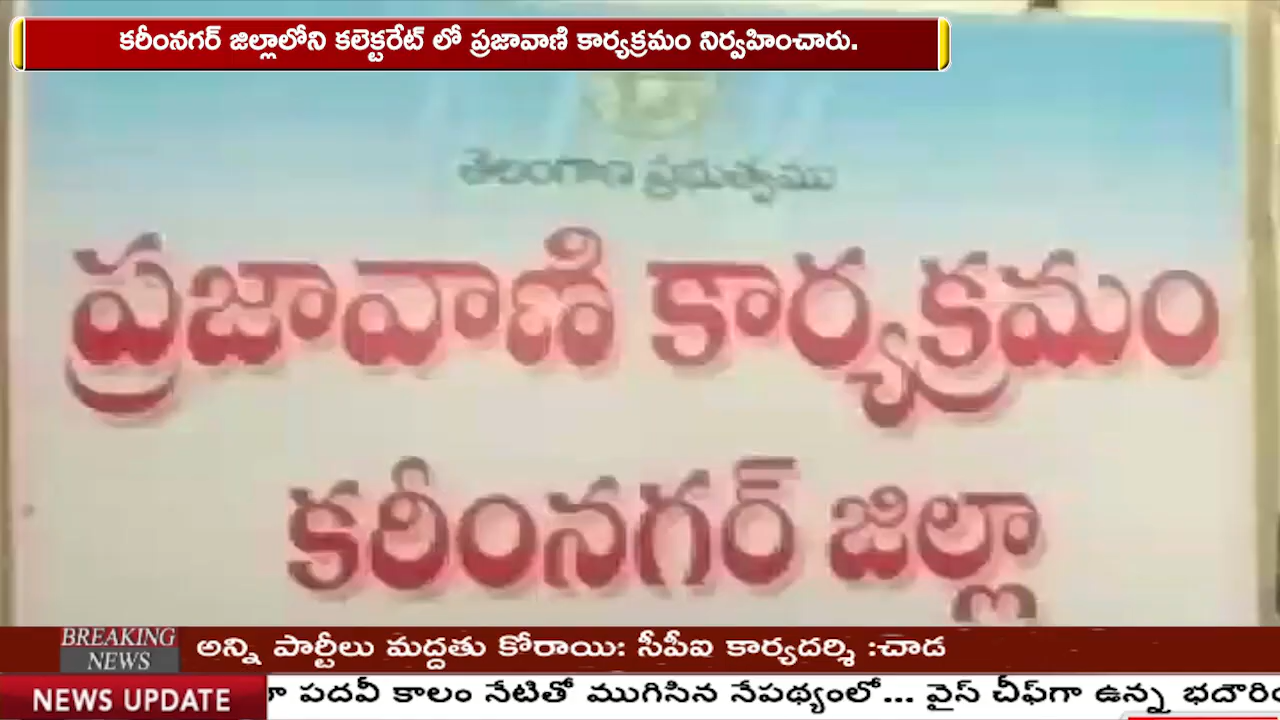 కరీంనగర్ జిల్లాలోని కలెక్టరేట్ లో ప్రజావాణి కార్యక్రమం నిర్వహించారు.
తెలంగాణ ప్రభుత్వము
ప్రజావాణి కార్యక్రమం
కరీంనగర్ జిల్లా
BREAKING NEWS
అన్ని పార్టీలు మద్దతు కోరాయి: సీపీఐ కార్యదర్శి :చాడ
NEWS UPDATE
పదవీ కాలం నేటితో ముగిసిన నేపథ్యంలో... వైస్ చీఫ్‌గా ఉన్న